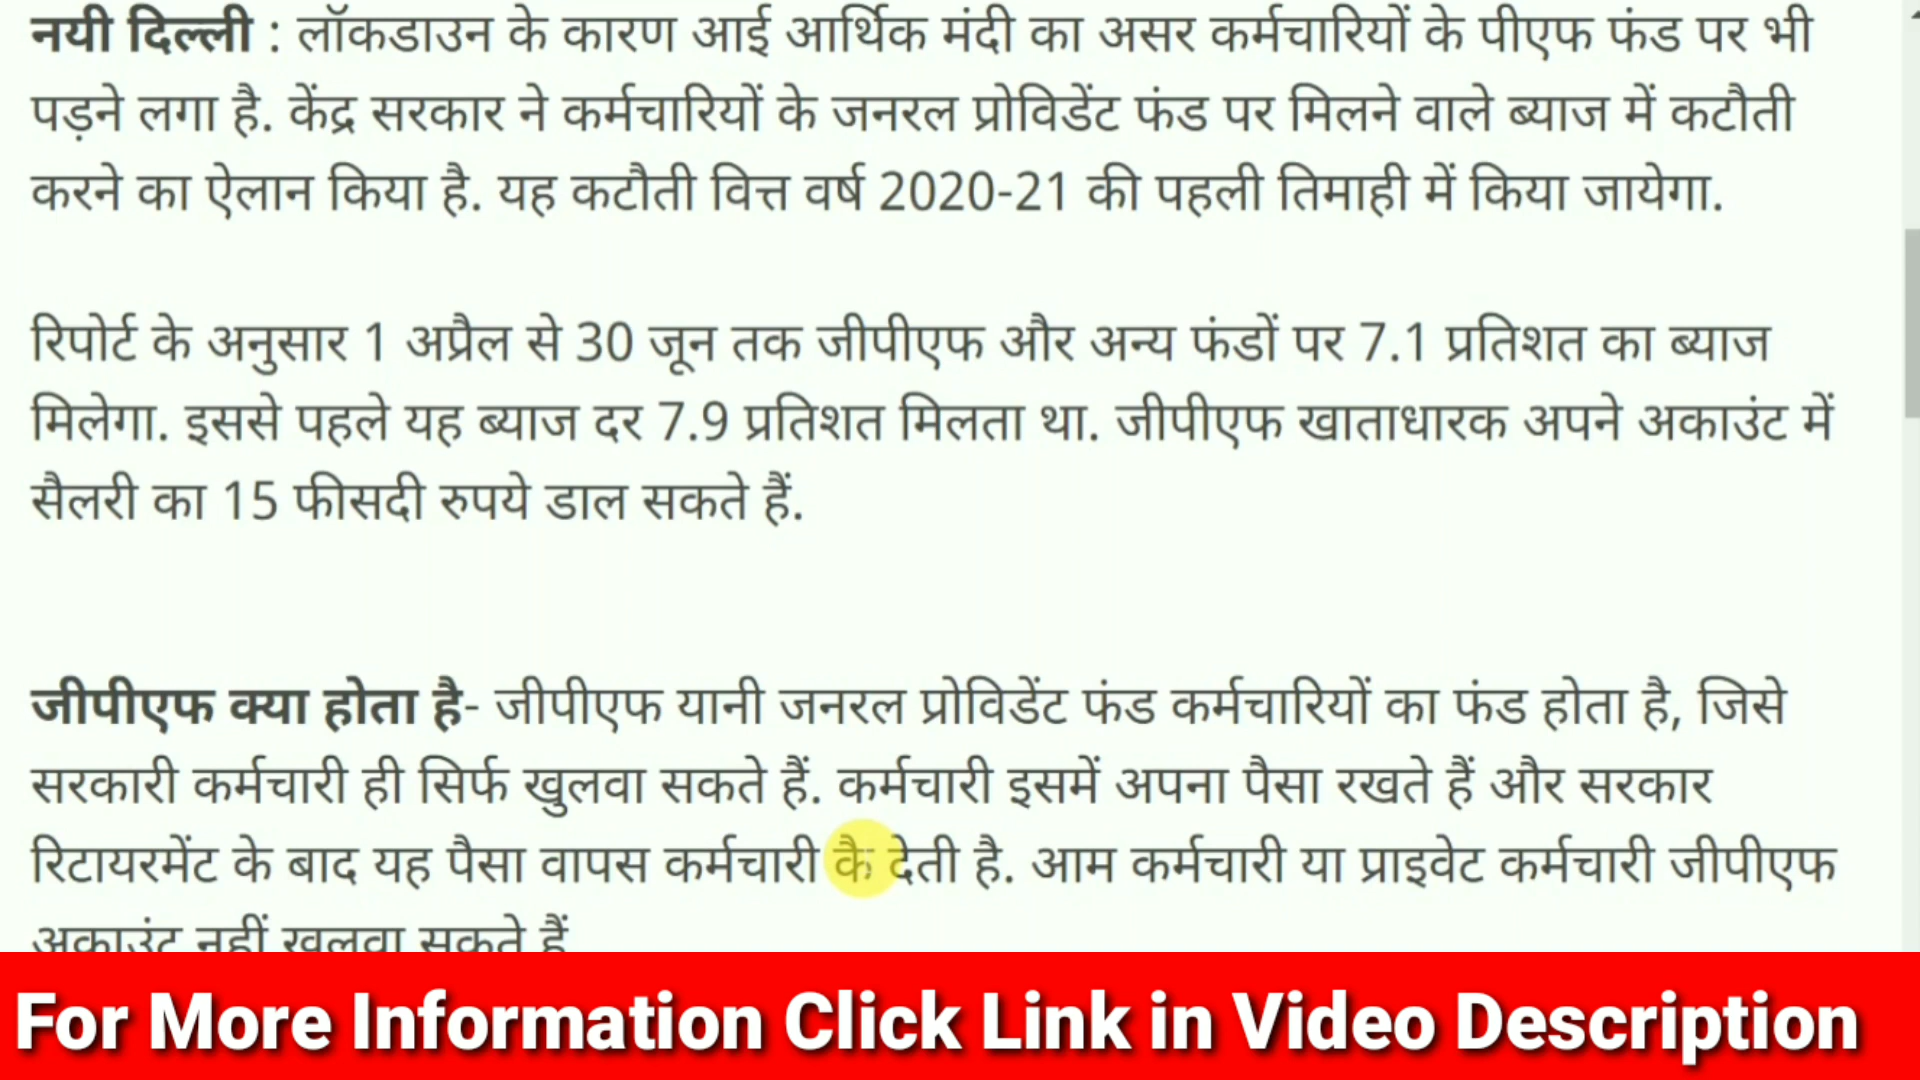 नयी दिल्ली : लॉकडाउन के कारण आई आर्थिक मंदी का असर कर्मचारियों के पीएफ फंड पर भी
पड़ने लगा है. केंद्र सरकार ने कर्मचारियों के जनरल प्रोविडेंट फंड पर मिलने वाले ब्याज में कटौती
करने का ऐलान किया है. यह कटौती वित्त वर्ष 2020-21 की पहली तिमाही में किया जायेगा.
रिपोर्ट के अनुसार 1 अप्रैल से 30 जून तक जीपीएफ और अन्य फंडों पर 7.1 प्रतिशत का ब्याज
मिलेगा. इससे पहले यह ब्याज दर 7.9 प्रतिशत मिलता था. जीपीएफ खाताधारक अपने अकाउंट में
सैलरी का 15 फीसदी रुपये डाल सकते हैं.
जीपीएफ क्या होता है- जीपीएफ यानी जनरल प्रोविडेंट फंड कर्मचारियों का फंड होता है, जिसे
सरकारी कर्मचारी ही सिर्फ खुलवा सकते हैं. कर्मचारी इसमें अपना पैसा रखते हैं और सरकार
रिटायरमेंट के बाद यह पैसा वापस कर्मचारी के देती है. आम कर्मचारी या प्राइवेट कर्मचारी जीपीएफ
अकाउंट नहीं खुलवा सकते हैं
For More Information Click Link in Video Description